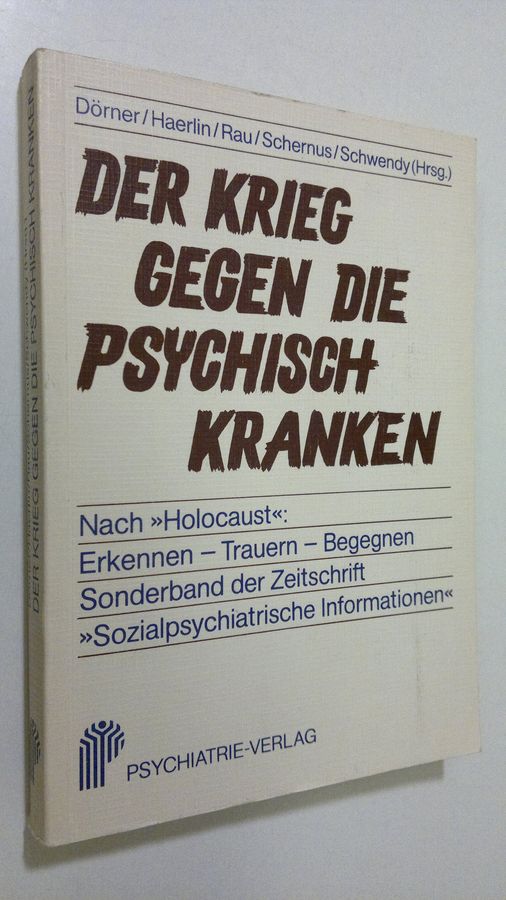 Dörner/Haerlin/Rau/Schernus/Schwendy(Hrsg.)
DER KRIEG
GEGEN DIE
PSYCHISCH
KRANKEN
Nach »Holocaust«:
Erkennen – Trauern – Begegnen
Sonderband der Zeitschrift
»Sozialpsychiatrische Informationen«
PSYCHIATRIE-VERLAG
DER KRIEG GEGEN DIE PSYCHISCH KRANKEN